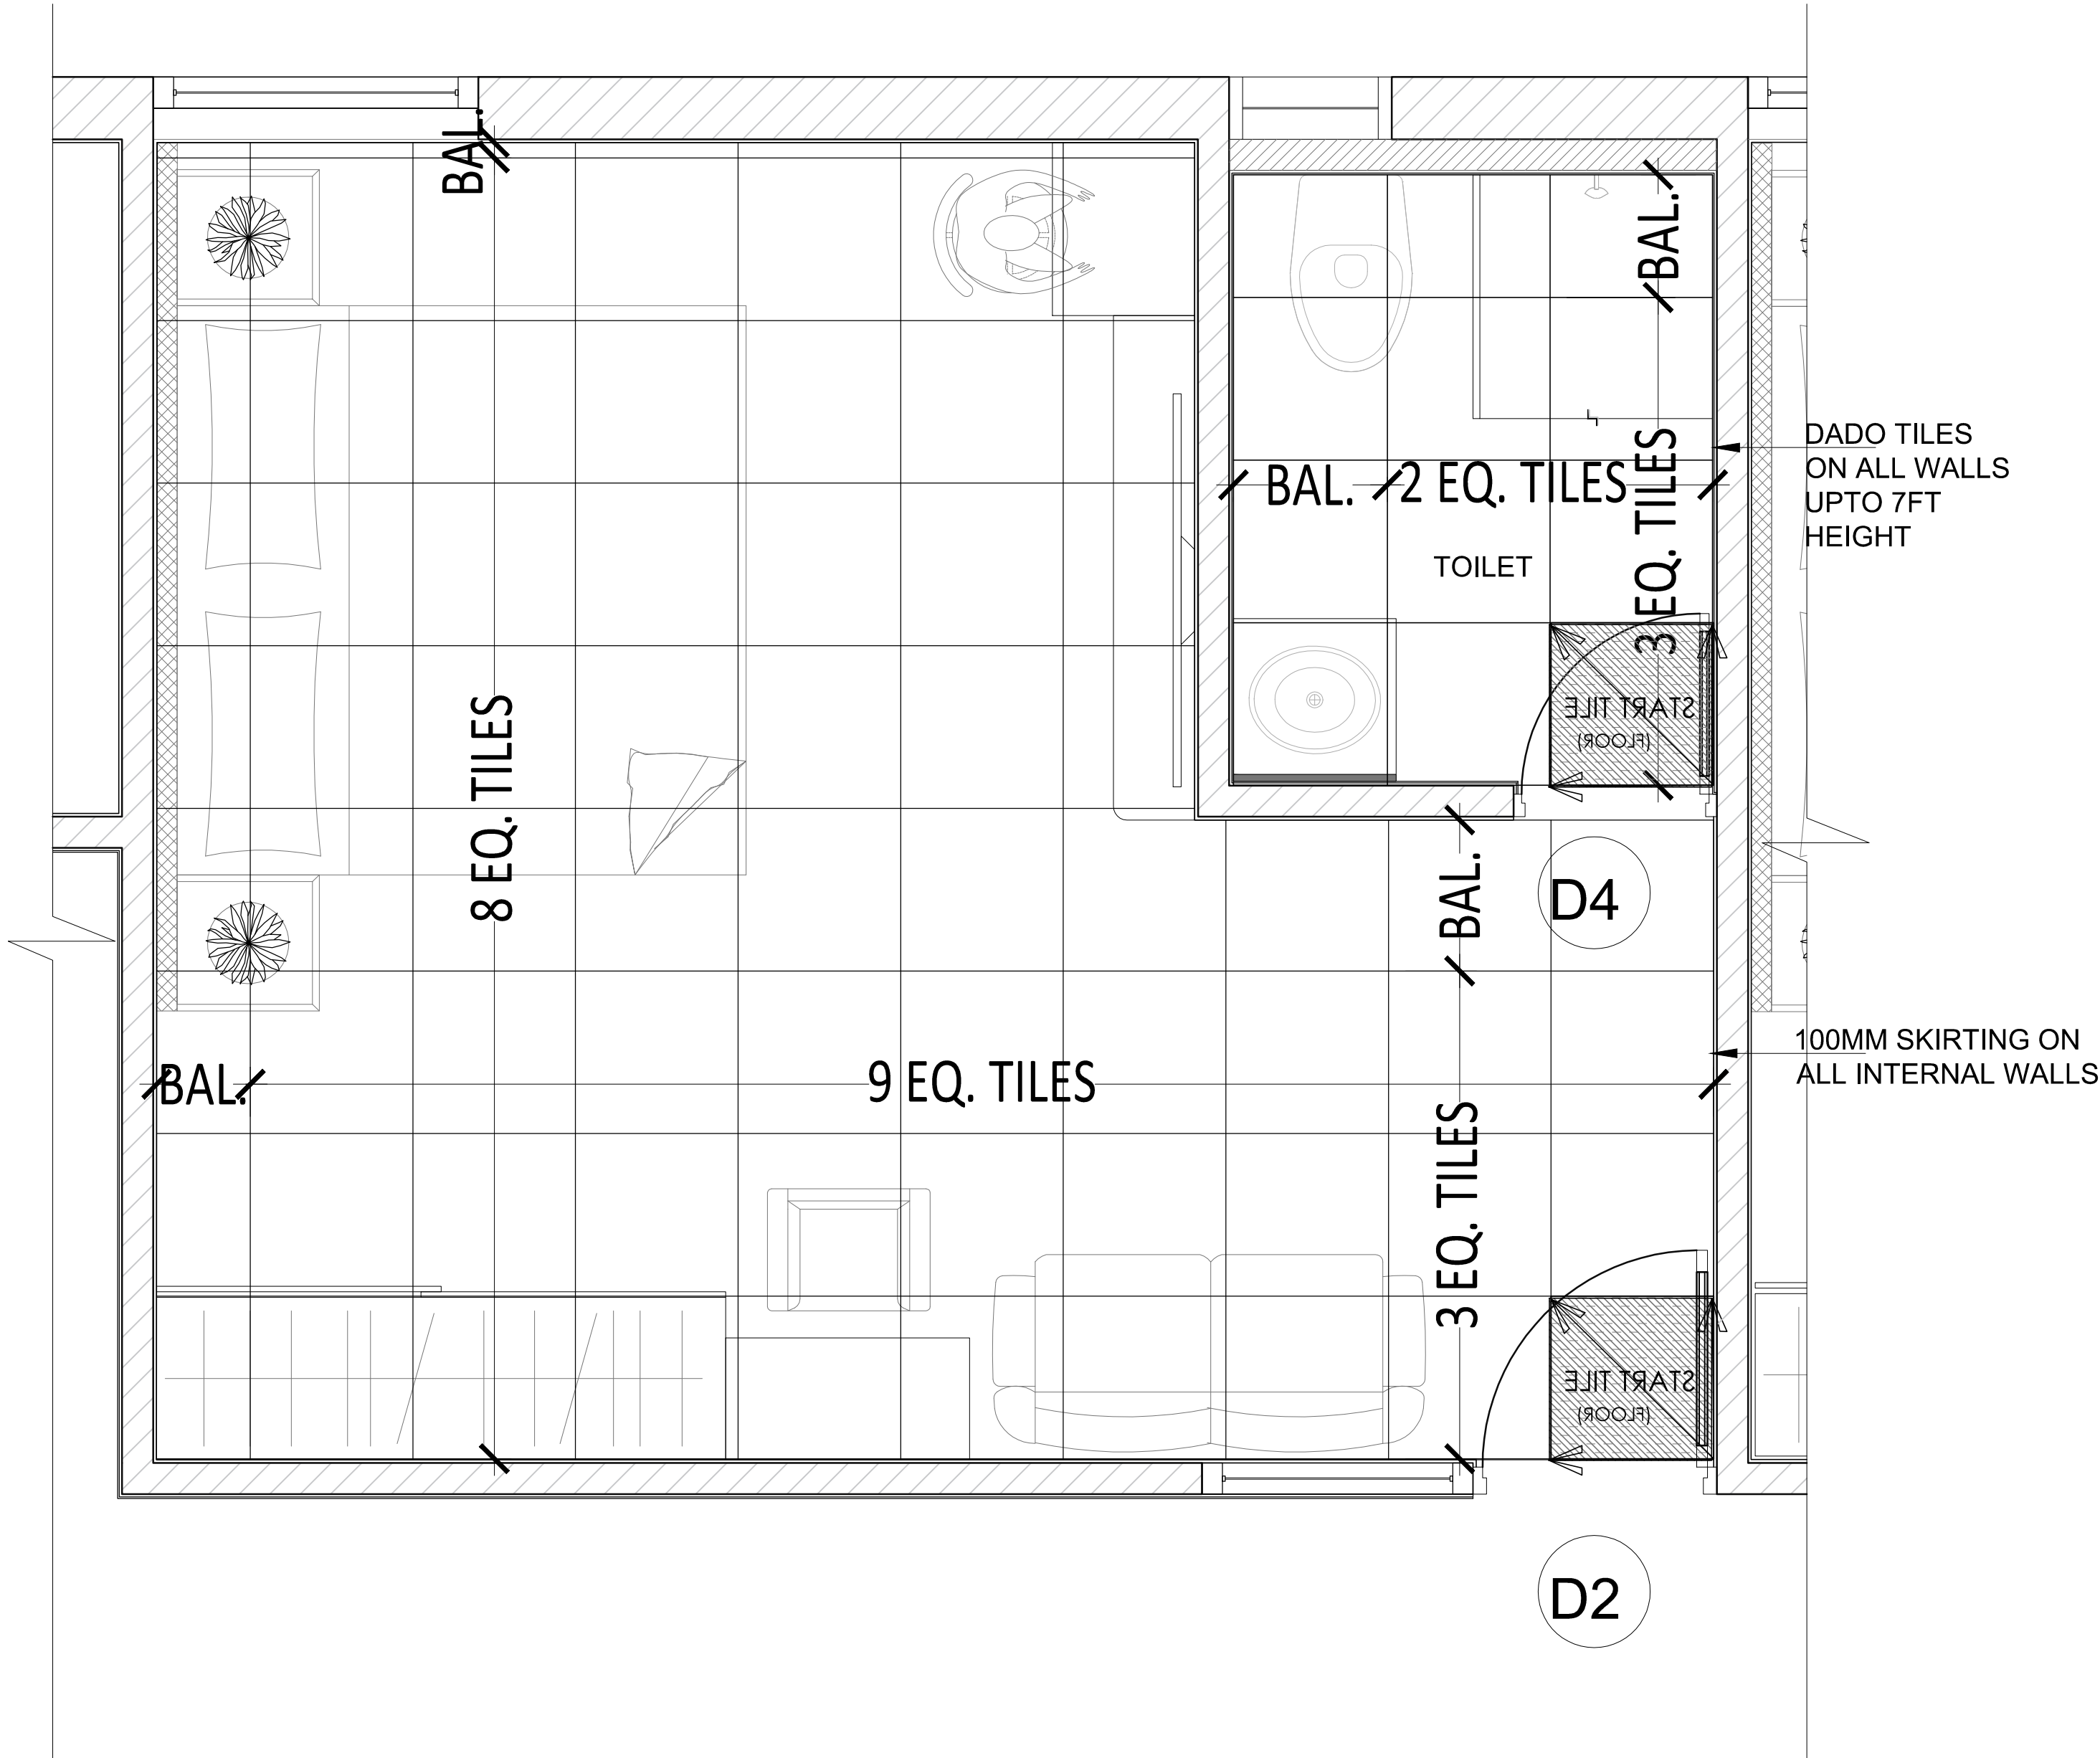 BAL.
BAL.
DADO TILES
ON ALL WALLS
UPTO 7FT
HEIGHT
BAL.
2 EQ. TILES
3 EQ. TILES
TOILET
START TILE
(FLOOR)
8 EQ. TILES
BAL.
D4
100MM SKIRTING ON
ALL INTERNAL WALLS
BAL.
9 EQ. TILES
3 EQ. TILES
START TILE
(FLOOR)
D2